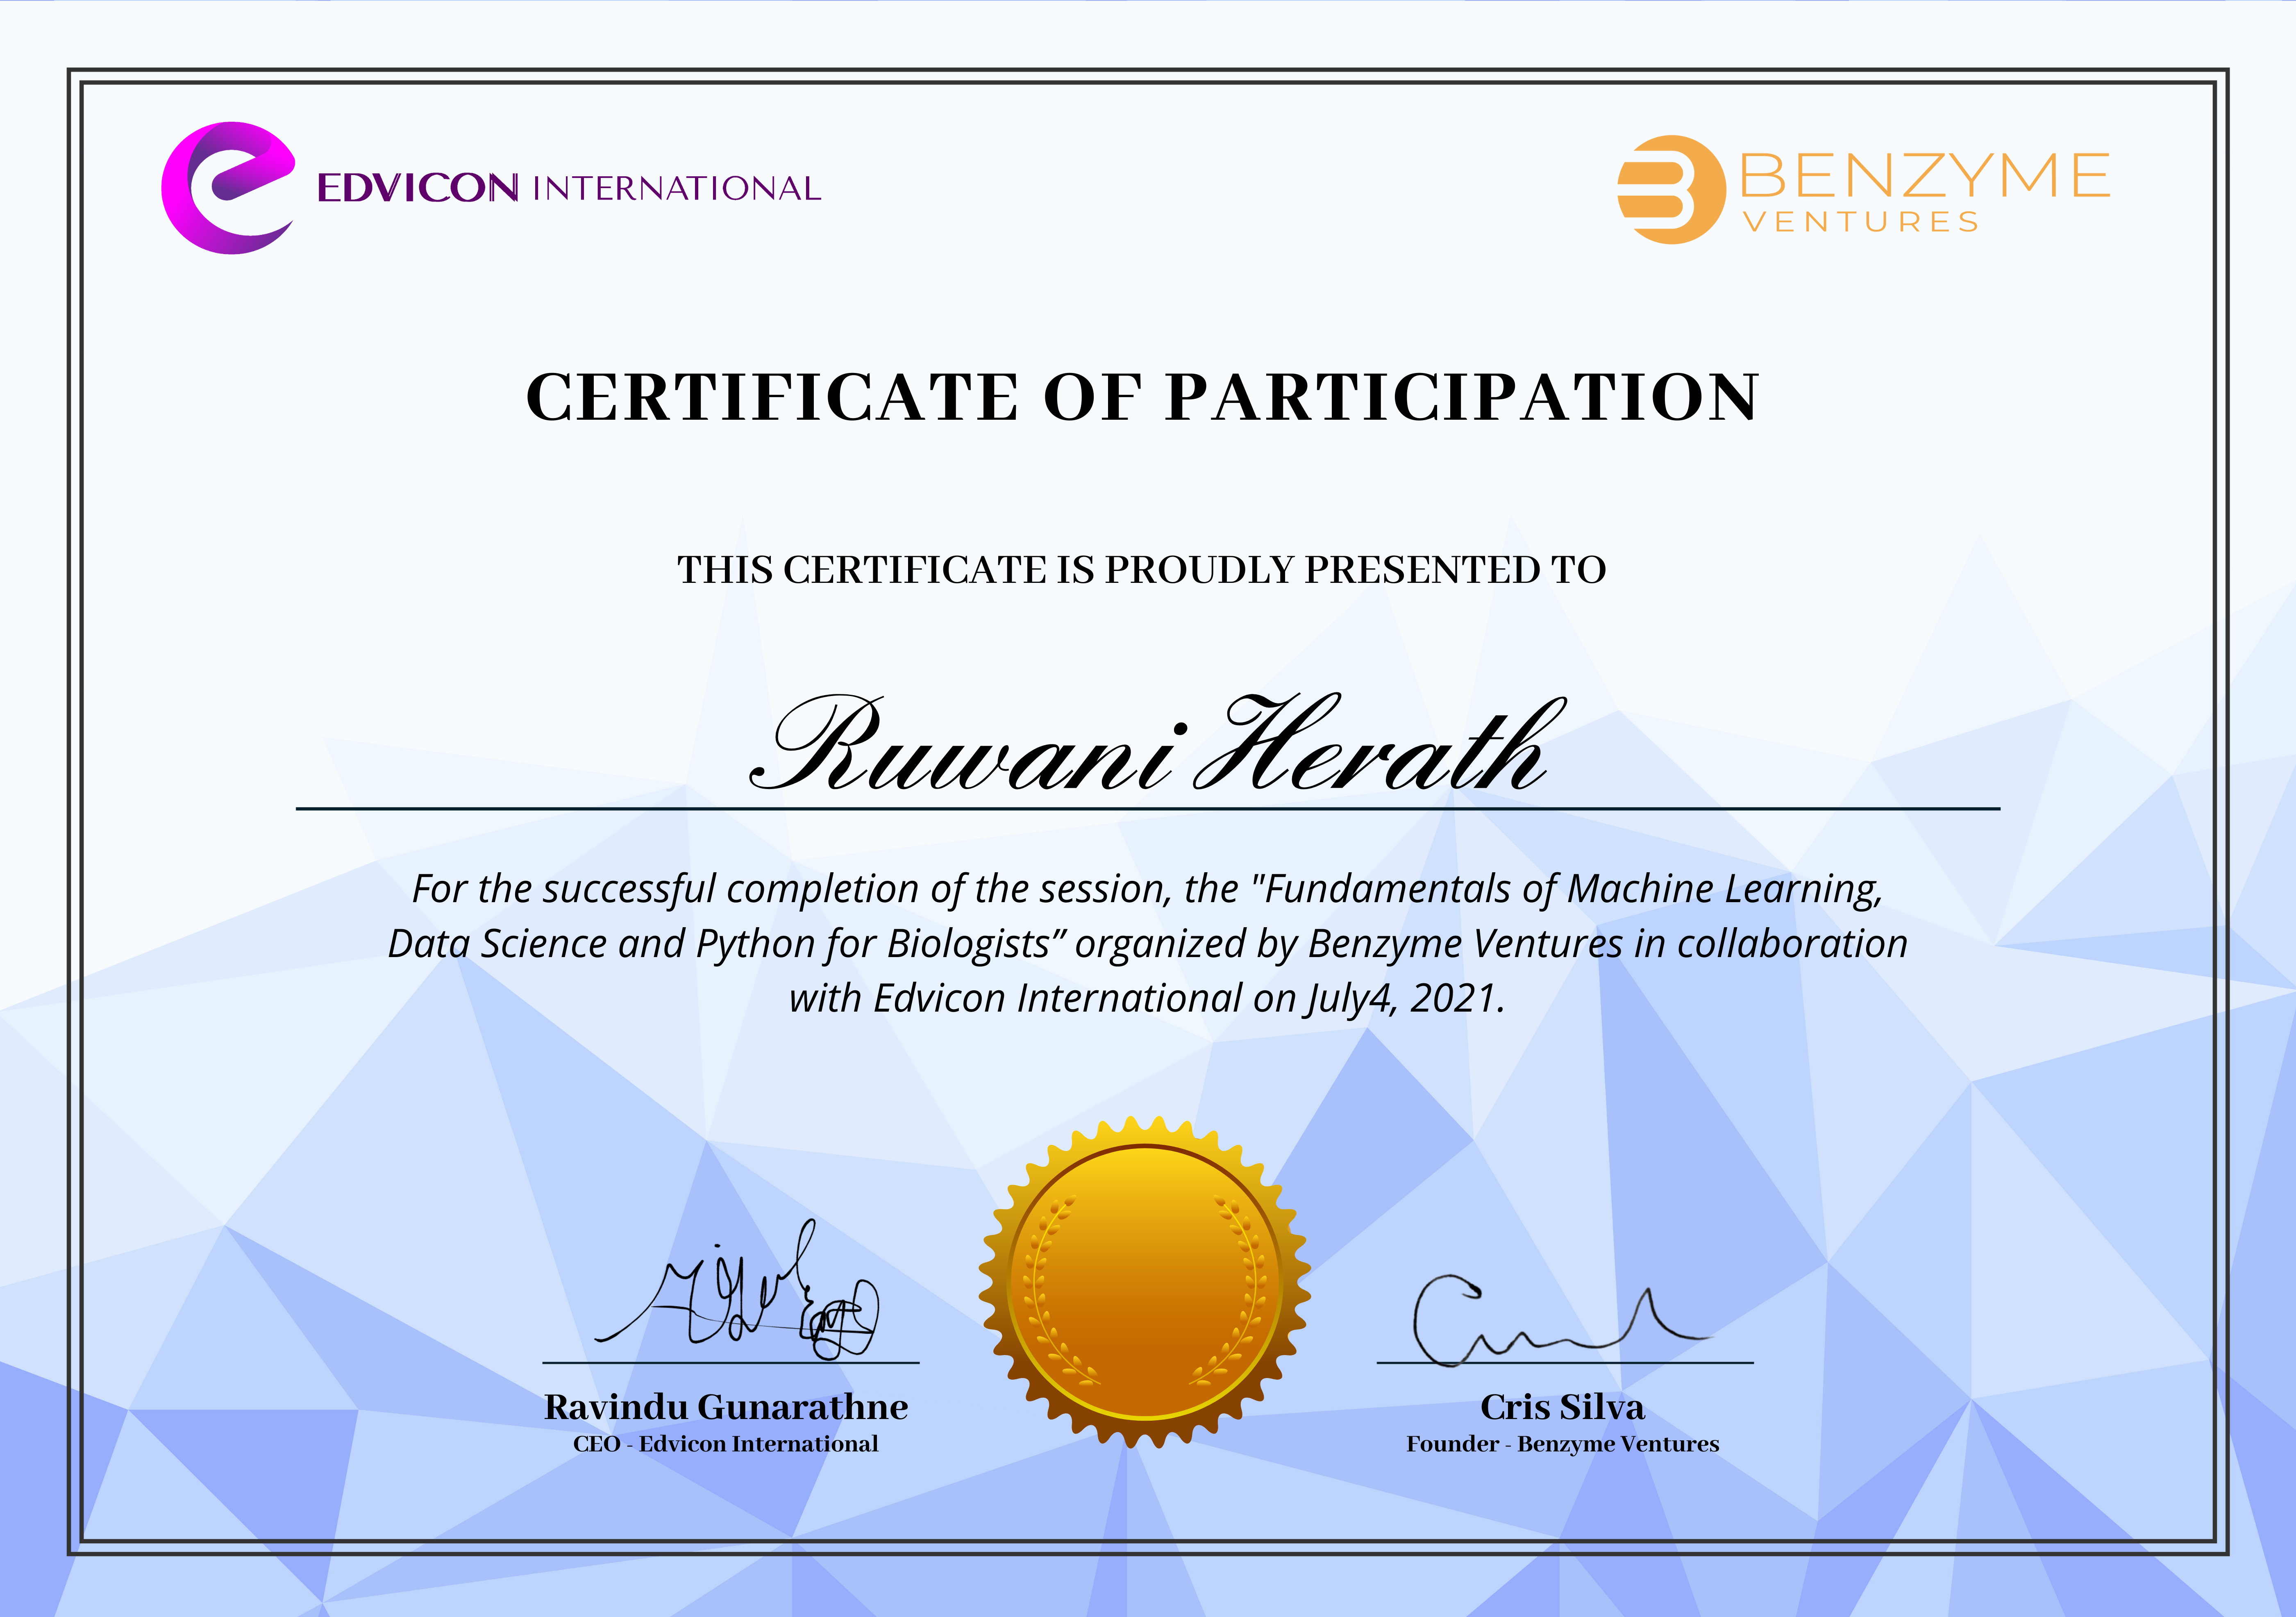 EDVICON INTERNATIONAL
BENZYME
VENTURES
CERTIFICATE OF PARTICIPATION
THIS CERTIFICATE IS PROUDLY PRESENTED TO
Ruwani Herath
For the successful completion of the session, the "Fundamentals of Machine Learning,
Data Science and Python for Biologists” organized by Benzyme Ventures in collaboration
with Edvicon International on July4, 2021.
Ravindu Gunarathne
CEO - Edvicon International
Cris Silva
Founder - Benzyme Ventures